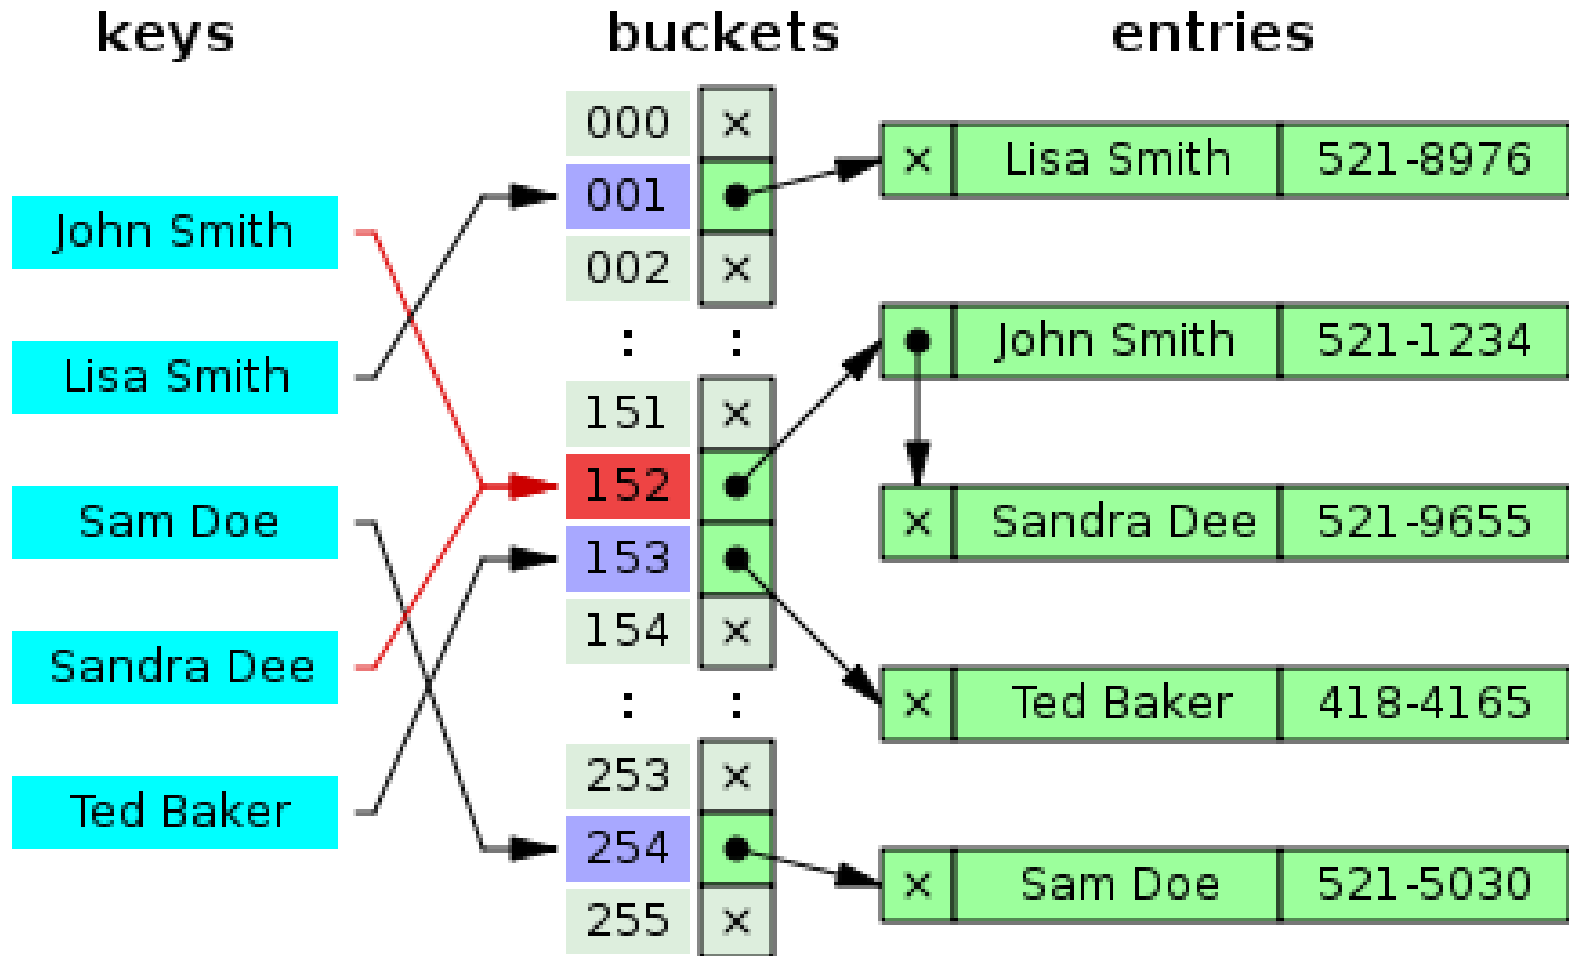 keys buckets entries
000 ×
× Lisa Smith 521-8976
001
John Smith
002 ×
: :
× John Smith 521-1234
Lisa Smith
151 ×
152
Sam Doe
× Sandra Dee 521-9655
153
154 ×
Sandra Dee
: :
× Ted Baker 418-4165
253 ×
Ted Baker
254
× Sam Doe 521-5030
255 ×